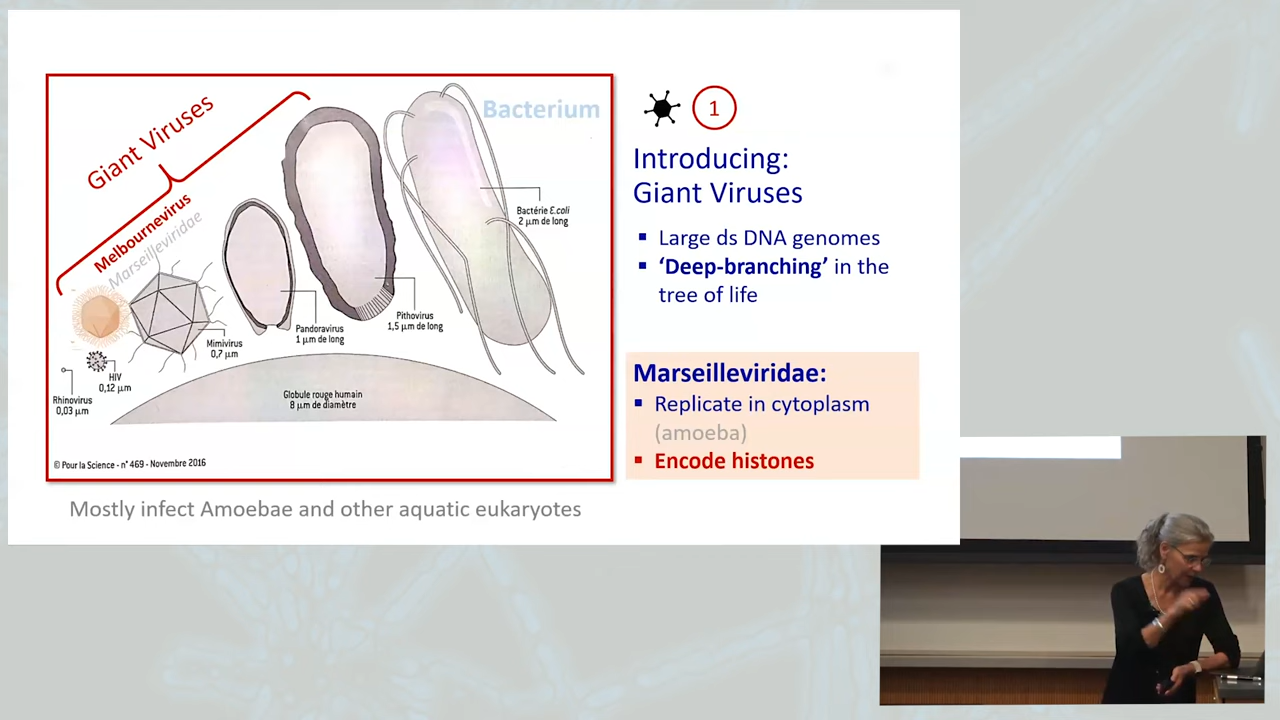 Giant Viruses
Melbournevirus
Marseilleviridae
Bacterium
Bactérie E.coli
2 µm de long
Pithovirus
1,5 µm de long
Pandoravirus
1 µm de long
Mimivirus
0,7 µm
HIV
0,12 µm
Rhinovirus
0,03 µm
Globule rouge humain
8 µm de diamètre
© Pour la Science - n° 469 - Novembre 2016
Mostly infect Amoebae and other aquatic eukaryotes
1
Introducing:
Giant Viruses
▪ Large ds DNA genomes
▪ ‘Deep-branching’ in the
tree of life
Marseilleviridae:
▪ Replicate in cytoplasm
(amoeba)
▪ Encode histones